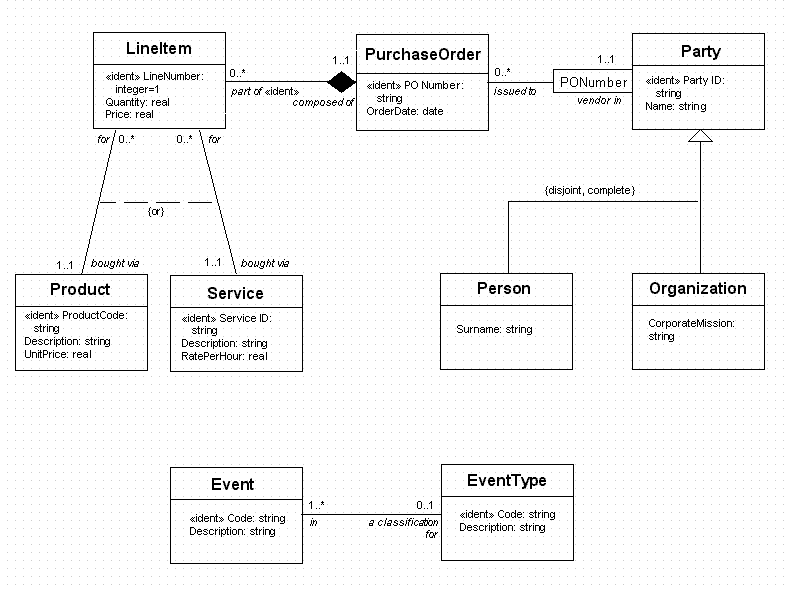 LineItem
«ident» LineNumber:
integer=1
Quantity: real
Price: real
0..*
part of «ident»
1..1
composed of
PurchaseOrder
«ident» PO Number:
string
OrderDate: date
0..*
issued to
PONumber
1..1
vendor in
Party
«ident» Party ID:
string
Name: string
for 0..*
0..* for
{or}
{disjoint, complete}
1..1 bought via
1..1 bought via
Product
«ident» ProductCode:
string
Description: string
UnitPrice: real
Service
«ident» Service ID:
string
Description: string
RatePerHour: real
Person
Surname: string
Organization
CorporateMission:
string
Event
«ident» Code: string
Description: string
1..*
in
0..1
a classification
for
EventType
«ident» Code: string
Description: string